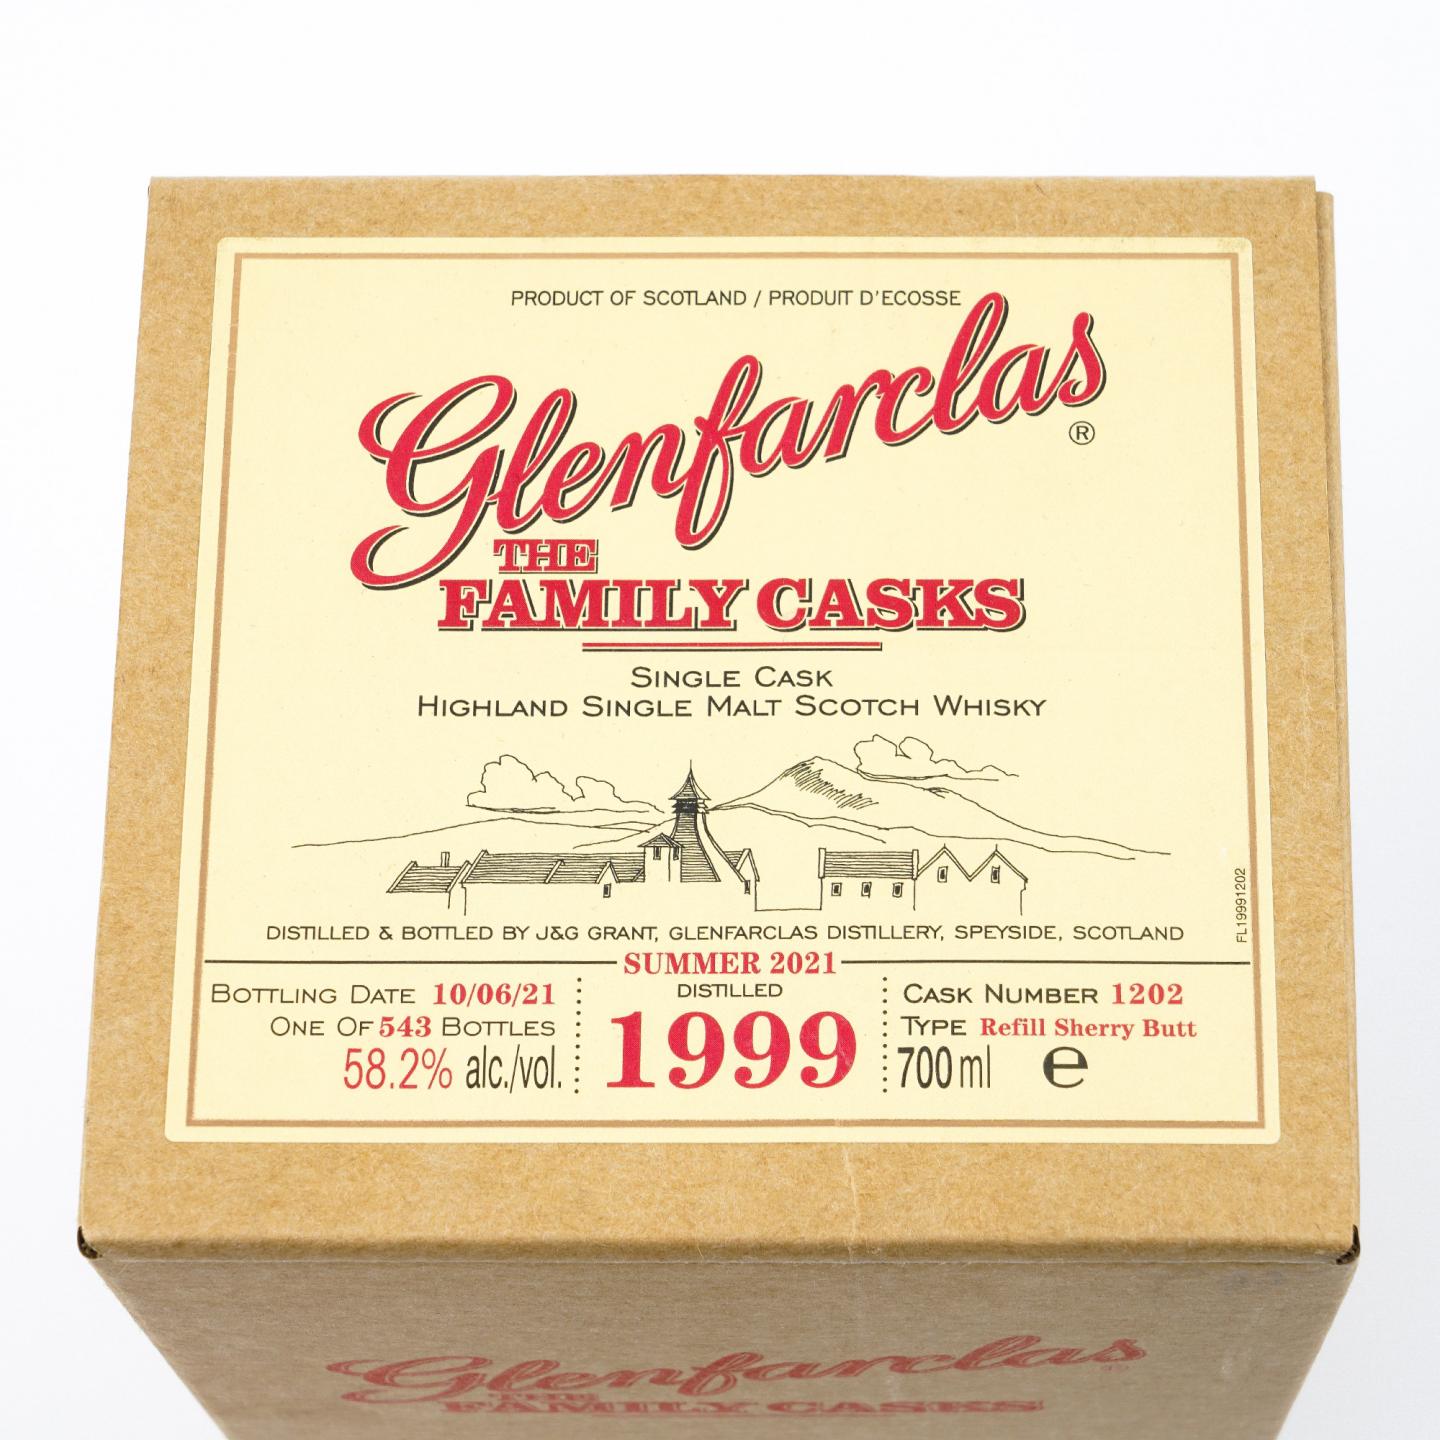 PRODUCT OF SCOTLAND / PRODUIT D'ECOSSE
Glenfarclas ®
THE
FAMILY CASKS
SINGLE CASK
HIGHLAND SINGLE MALT SCOTCH WHISKY
FL19991202
DISTILLED & BOTTLED BY J&G GRANT, GLENFARCLAS DISTILLERY, SPEYSIDE, SCOTLAND
SUMMER 2021
BOTTLING DATE 10/06/21
ONE OF 543 BOTTLES
58.2% alc./vol.
DISTILLED
1999
CASK NUMBER 1202
TYPE Refill Sherry Butt
700 ml e
Glenfarclas ®
THE
FAMILY CASKS